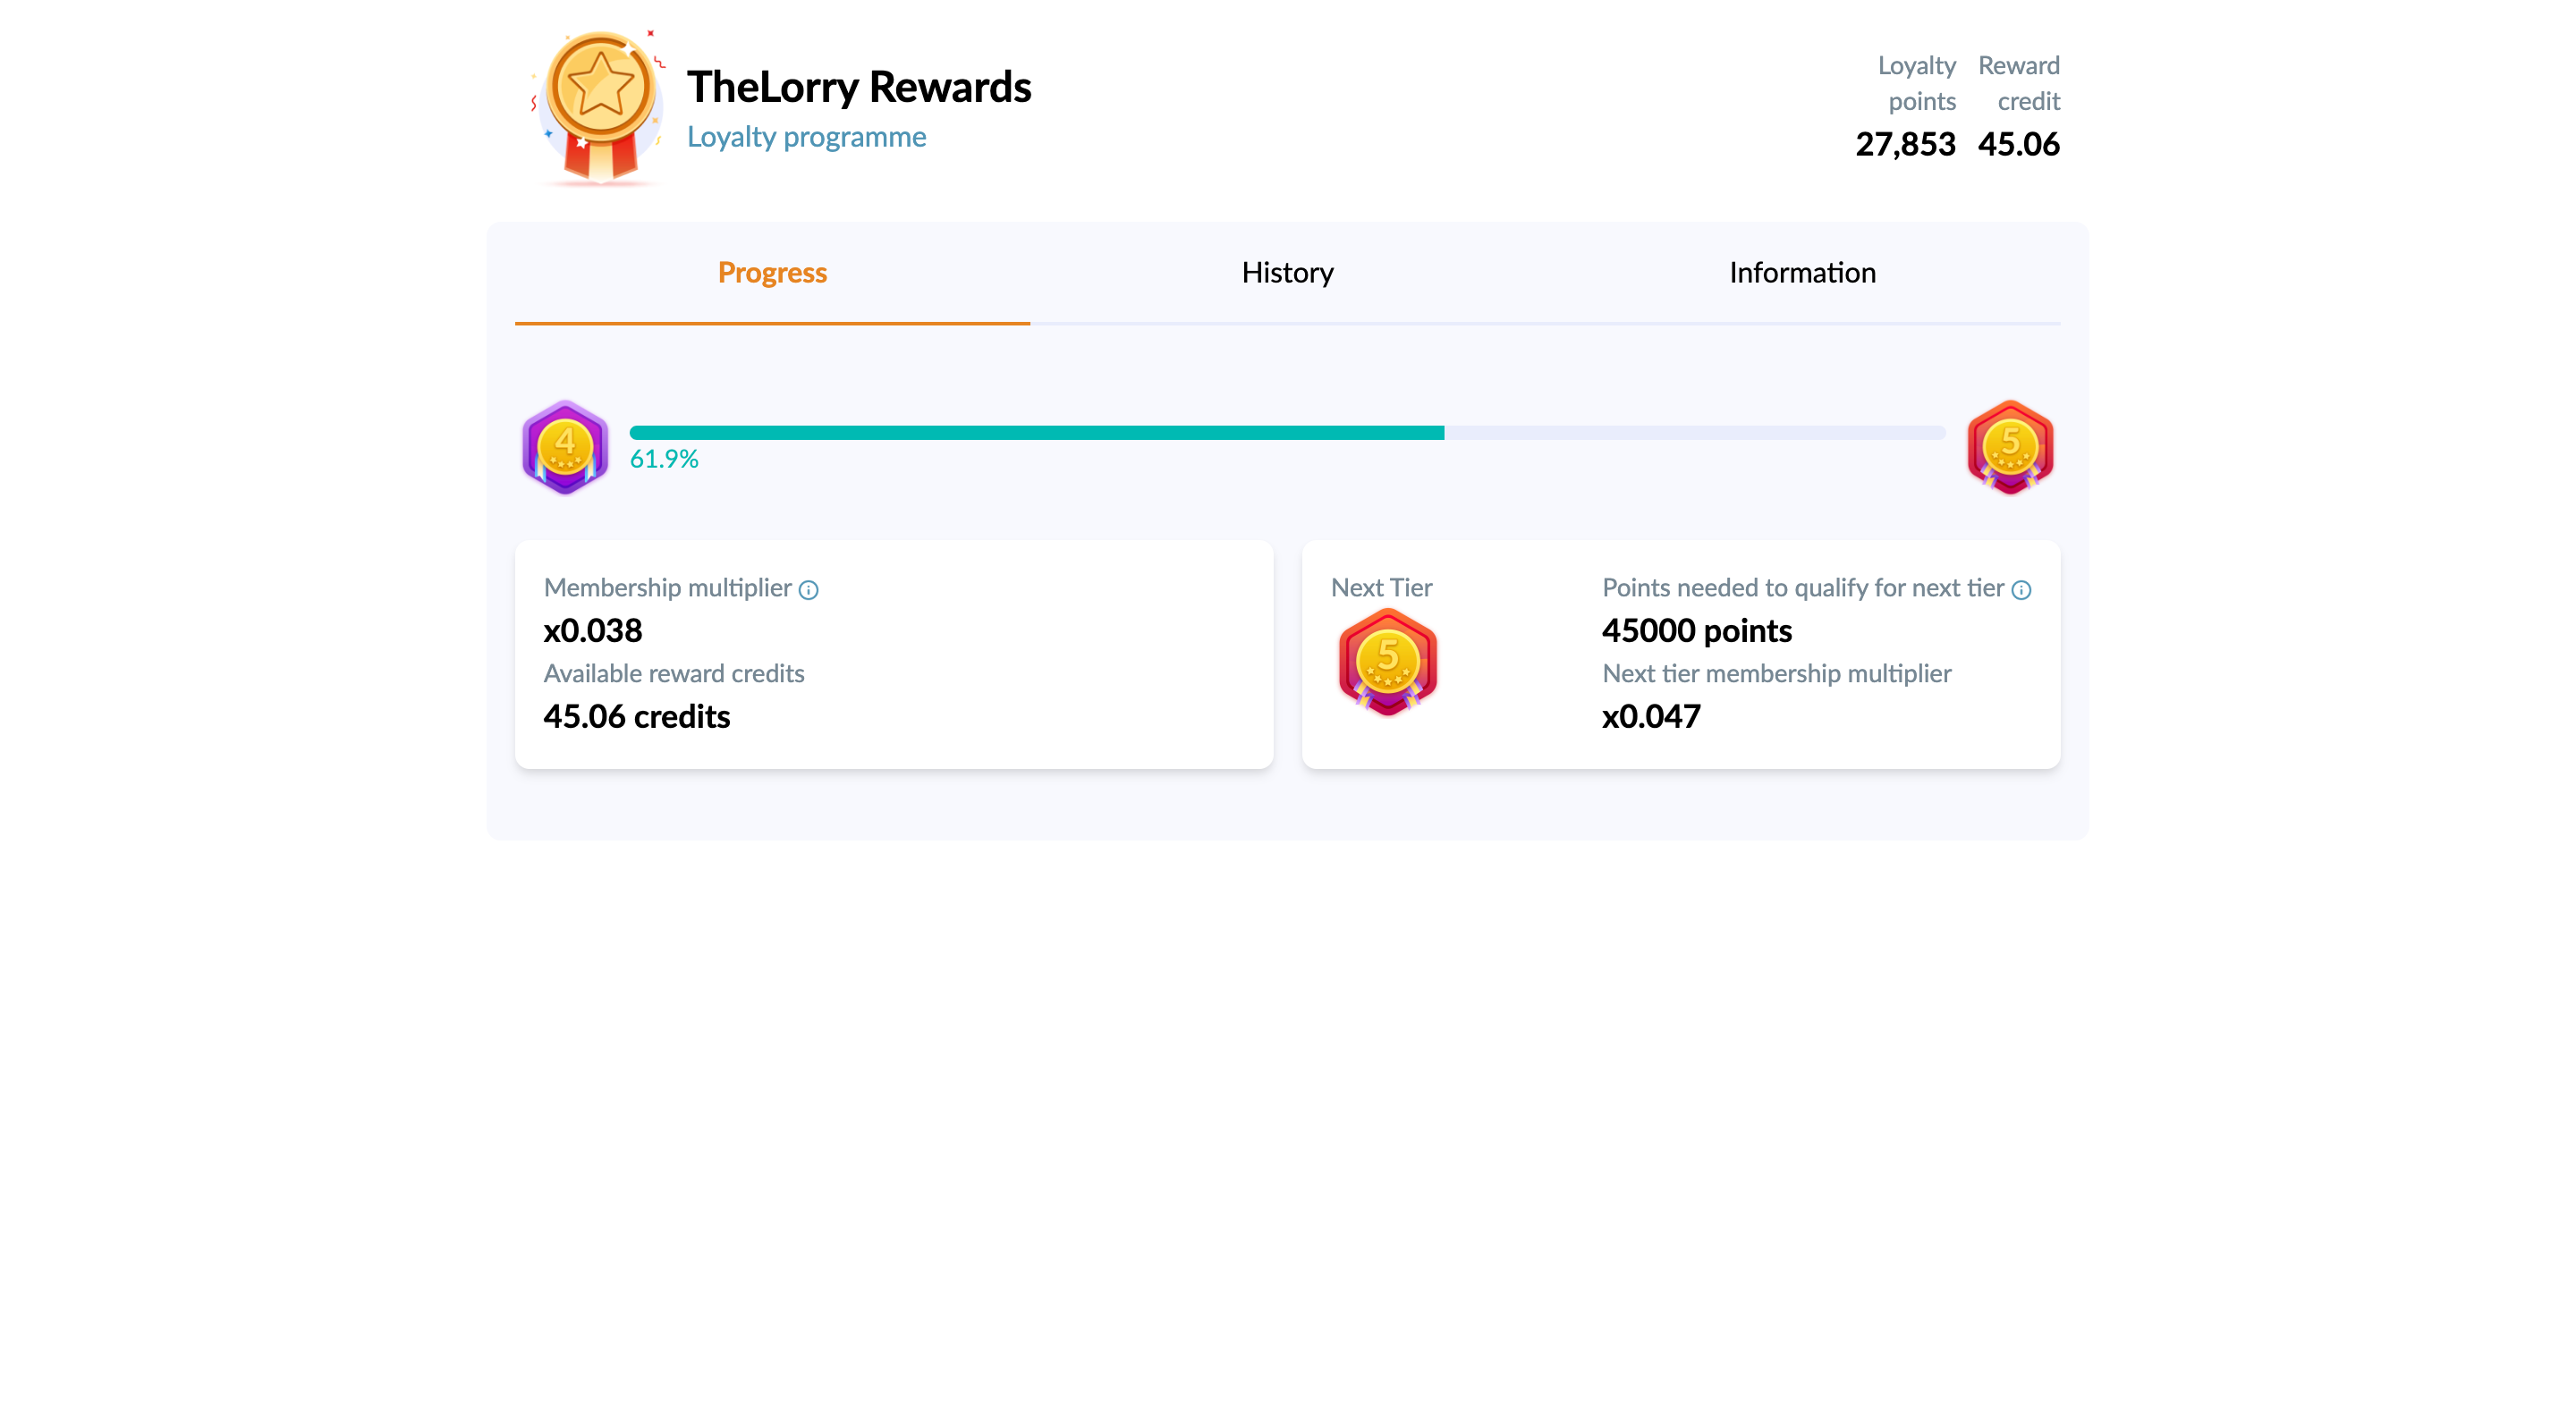 TheLorry Rewards
Loyalty programme
Loyalty points
27,853
Reward credit
45.06
Progress
History
Information
4
61.9%
5
Membership multiplier
x0.038
Available reward credits
45.06 credits
Next Tier
5
Points needed to qualify for next tier
45000 points
Next tier membership multiplier
x0.047